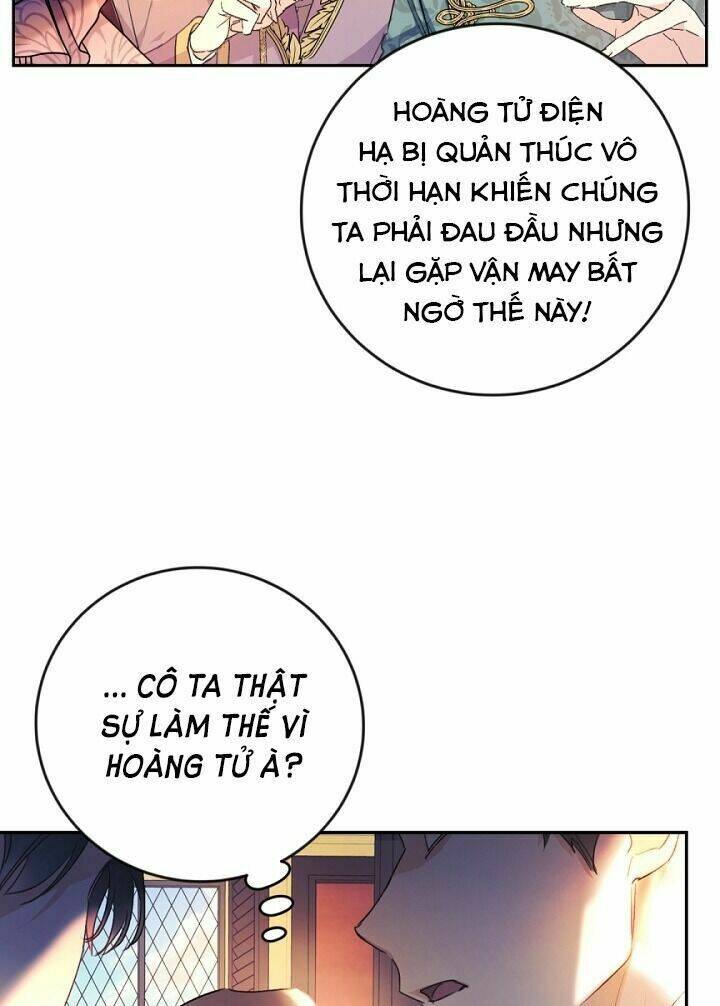 HOÀNG TỬ ĐIỆN
HẠ BỊ QUẢN THÚC VÔ
THỜI HẠN KHIẾN CHÚNG
TA PHẢI ĐAU ĐẦU NHƯNG
LẠI GẶP VẬN MAY BẤT
NGỜ THẾ NÀY!
... CÔ TA THẬT
SỰ LÀM THẾ VÌ
HOÀNG TỬ À?